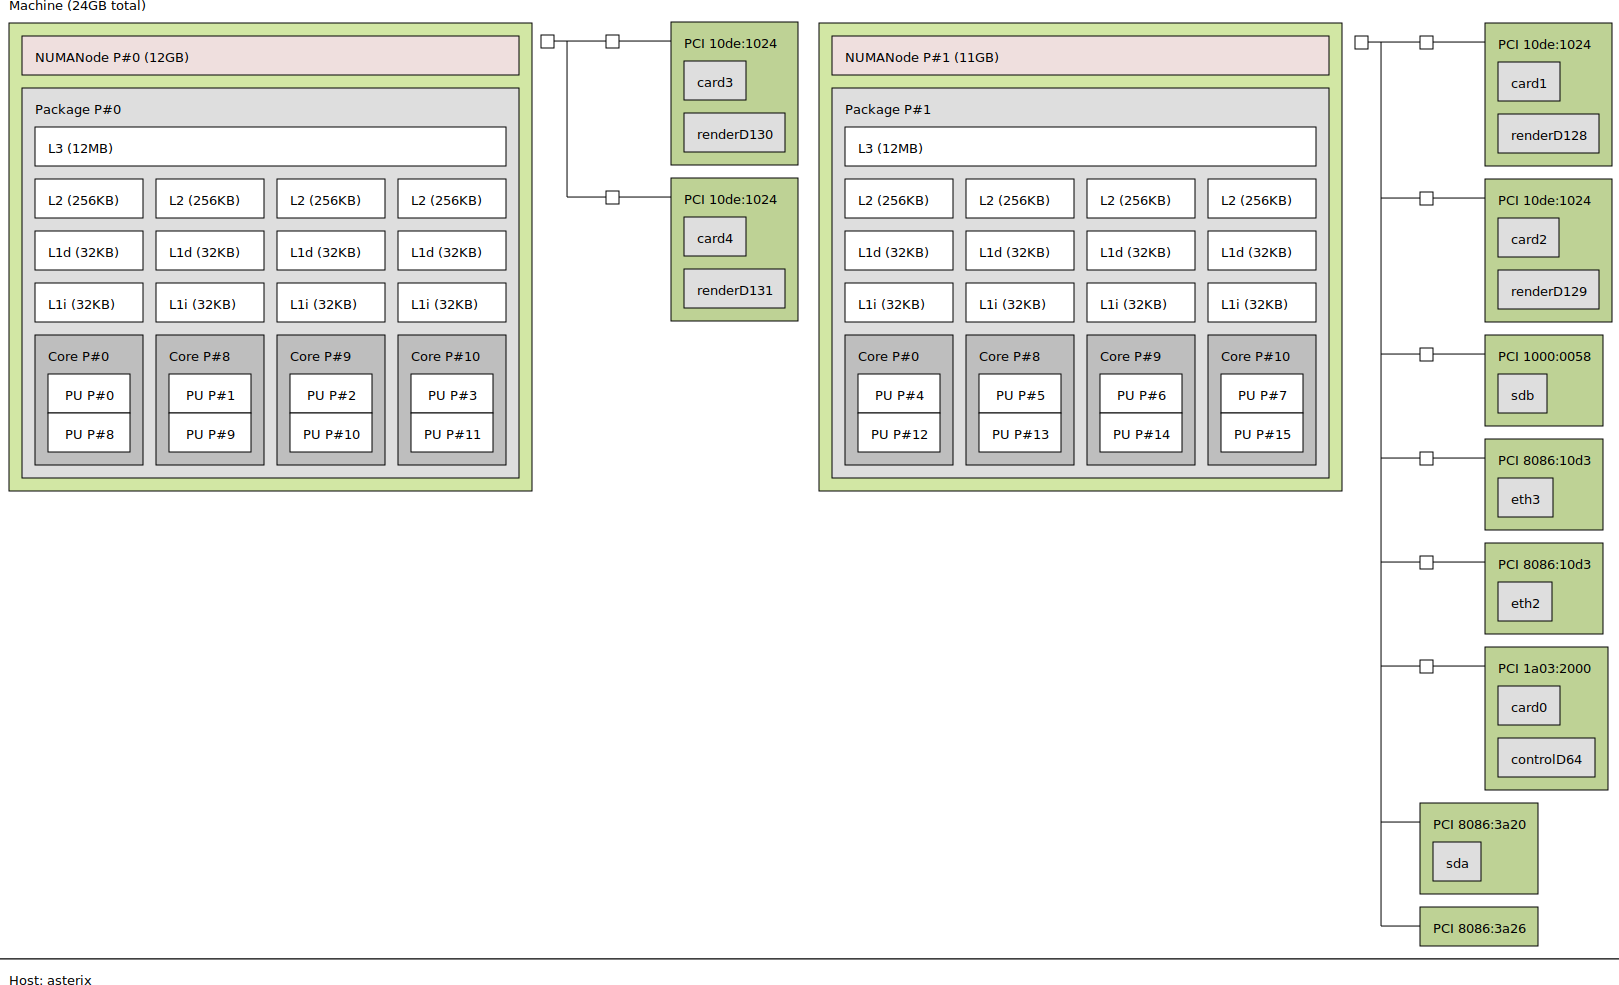 Machine (24GB total)
NUMANode P#0 (12GB)
Package P#0
L3 (12MB)
L2 (256KB) L2 (256KB) L2 (256KB) L2 (256KB)
L1d (32KB) L1d (32KB) L1d (32KB) L1d (32KB)
L1i (32KB) L1i (32KB) L1i (32KB) L1i (32KB)
Core P#0 Core P#8 Core P#9 Core P#10
PU P#0 PU P#1 PU P#2 PU P#3
PU P#8 PU P#9 PU P#10 PU P#11
PCI 10de:1024
card3
renderD130
PCI 10de:1024
card4
renderD131
NUMANode P#1 (11GB)
Package P#1
L3 (12MB)
L2 (256KB) L2 (256KB) L2 (256KB) L2 (256KB)
L1d (32KB) L1d (32KB) L1d (32KB) L1d (32KB)
L1i (32KB) L1i (32KB) L1i (32KB) L1i (32KB)
Core P#0 Core P#8 Core P#9 Core P#10
PU P#4 PU P#5 PU P#6 PU P#7
PU P#12 PU P#13 PU P#14 PU P#15
PCI 10de:1024
card1
renderD128
PCI 10de:1024
card2
renderD129
PCI 1000:0058
sdb
PCI 8086:10d3
eth3
PCI 8086:10d3
eth2
PCI 1a03:2000
card0
controlD64
PCI 8086:3a20
sda
PCI 8086:3a26
Host: asterix